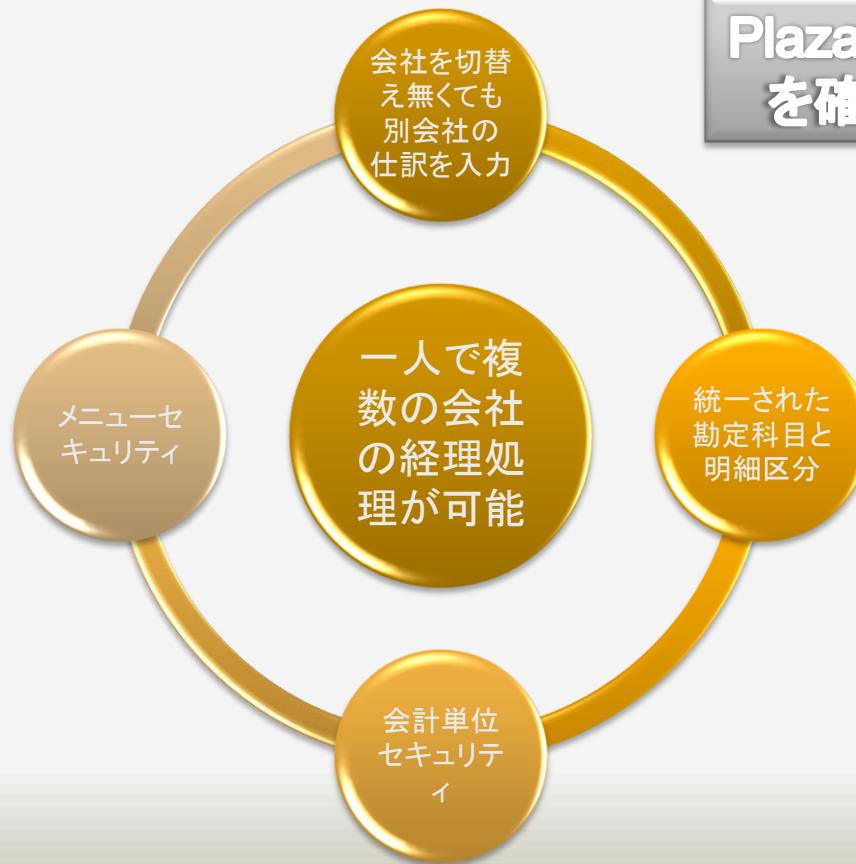 Plaza
を確
会社を切替
え無くても
別会社の
仕訳を入力
一人で複
数の会社
の経理処
理が可能
メニューセ
キュリティ
統一された
勘定科目と
明細区分
会計単位
セキュリテ
ィ